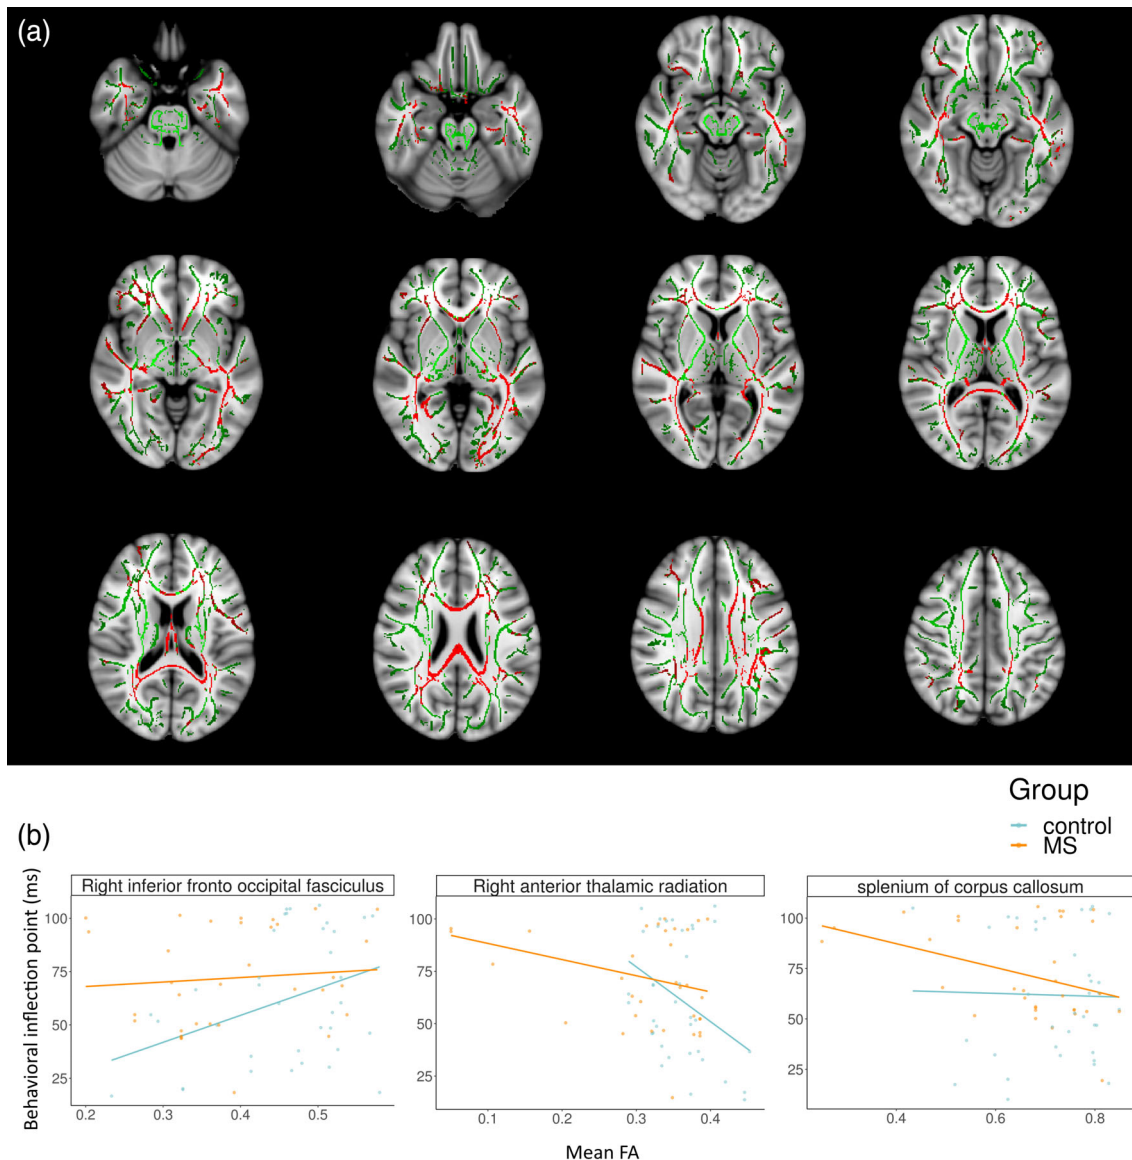 (a)
Group
control
MS
(b)
Right inferior fronto occipital fasciculus
Right anterior thalamic radiation
splenium of corpus callosum
Behavioral inflection point (ms)
100
75
50
25
0.2 0.3 0.4 0.5
100
75
50
25
0.1 0.2 0.3 0.4
100
75
50
25
0.4 0.6 0.8
Mean FA